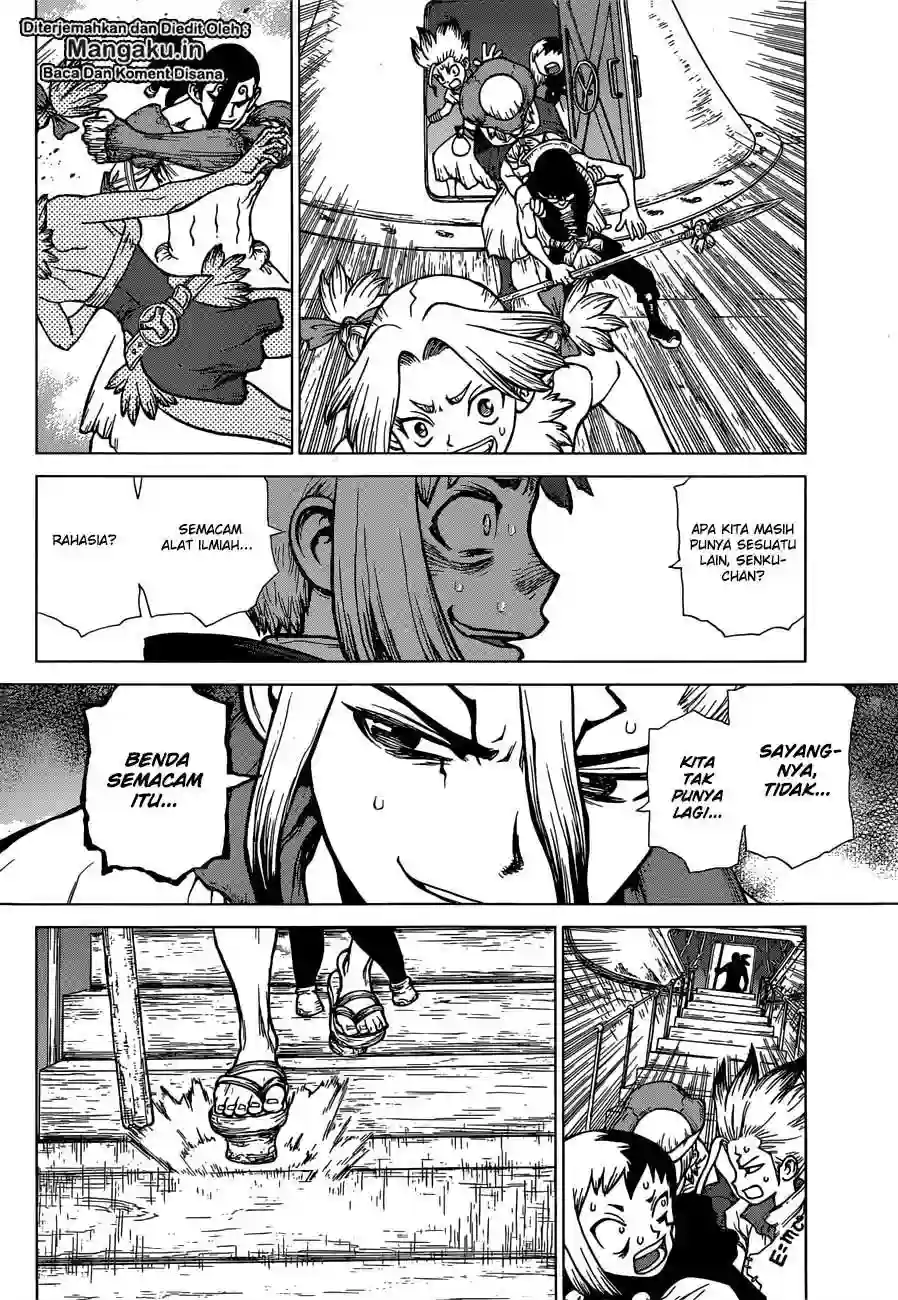 Diterjemahkan dan Diedit Oleh :
Mangaku.in
Baca Dan Koment Disana
APA KITA MASIH
PUNYA SESUATU
LAIN, SENKU-
CHAN?
SEMACAM
ALAT ILMIAH...
RAHASIA?
SAYANG-
NYA,
TIDAK...
KITA
TAK
PUNYA
LAGI...
BENDA
SEMACAM
ITU...
E=mc²